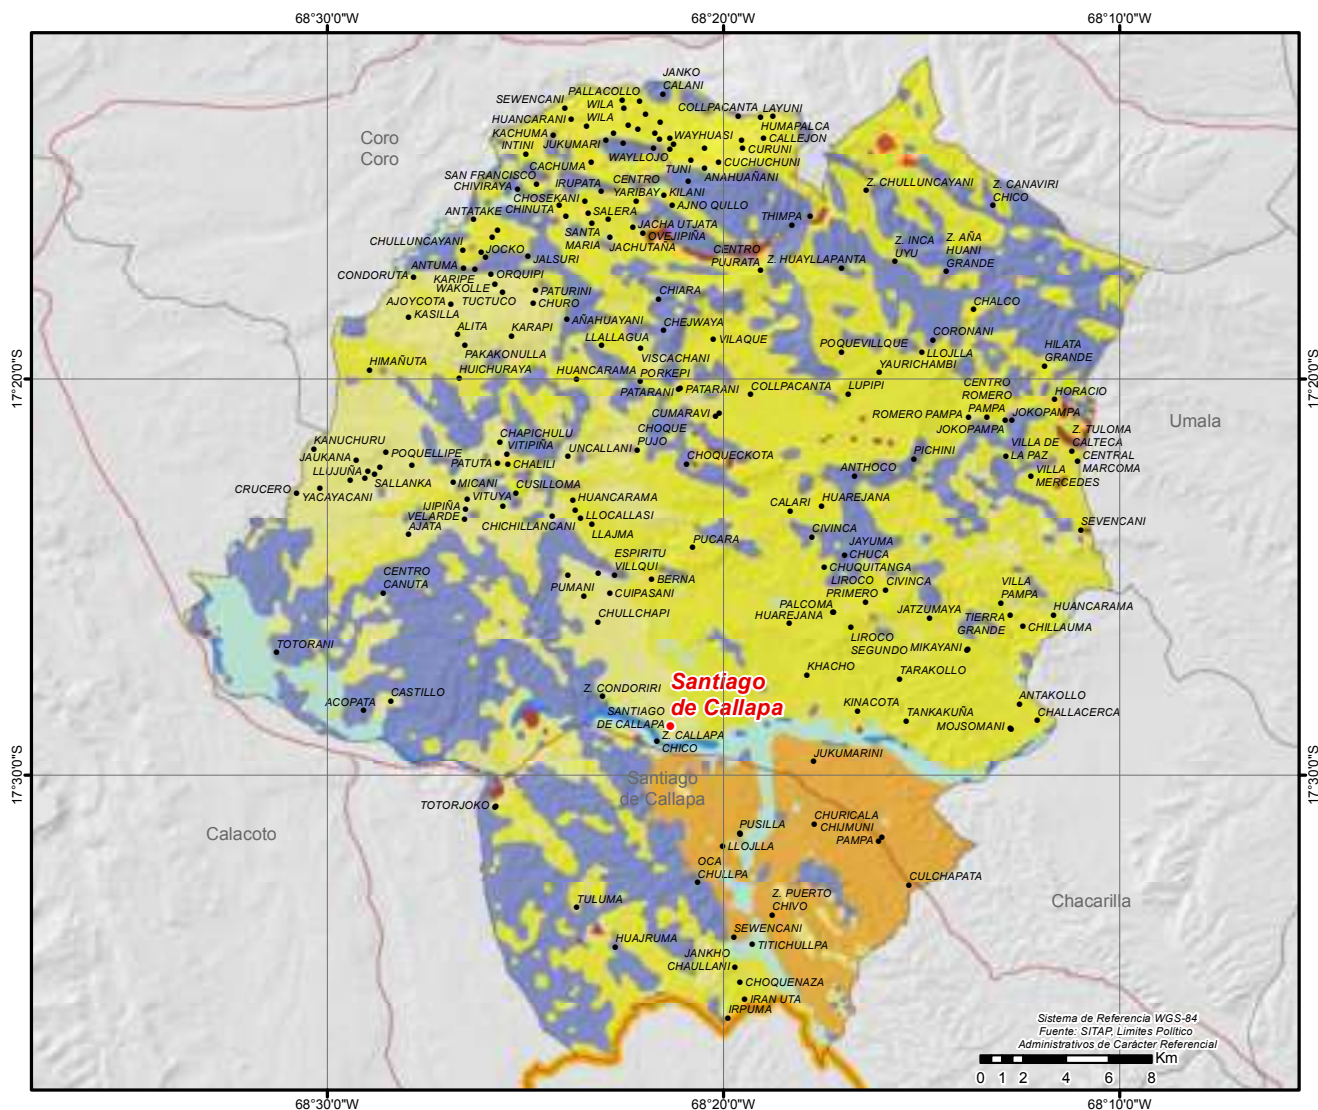 68°30'0"W
68°20'0"W
68°10'0"W
17°20'0"S
17°20'0"S
17°30'0"S
17°30'0"S
68°30'0"W
68°20'0"W
68°10'0"W
Coro
Coro
Umala
Calacoto
Chacarilla
Santiago
de Callapa
Santiago
de Callapa
JANKO
CALANI
PALLACOLLO
SEWENCANI
WILA
COLLPACANTA
LAYUNI
HUANCARANI
WILA
HUMAPALCA
KACHUMA
WAYHUASI
CALLEJON
INTINI
JUKUMARI
CURUNI
WAYLLOJO
CACHUMA
TUNI
CUCHUCHUNI
SAN FRANCISCO
CENTRO
ANAHUAÑANI
CHIVIRAYA
IRUPATA
YARIBAY
KILANI
Z. CHULLUNCAYANI
Z. CANAVIRI
CHICO
CHOSEKANI
AJNO QULLO
ANTATAKE
CHINUTA
SALERA
THIMPA
JACHA UTJATA
SANTA
MARIA
OVEJIPIÑA
JACHUTAÑA
CHULLUNCAYANI
JOCKO
CENTRO
PUJRATA
Z. INCA
UYU
Z. AÑA
HUANI
GRANDE
JALSURI
Z. HUAYLLAPANTA
ANTUMA
CONDORUTA
KARIPE
ORQUIPI
WAKOLLE
PATURINI
AJOYCOTA
TUCTUCO
CHURO
CHIARA
CHALCO
KASILLA
AÑAHUAYANI
CHEJWAYA
ALITA
KARAPI
CORONANI
LLALLAGUA
VILAQUE
POQUEVILLQUE
HILATA
GRANDE
PAKAKONULLA
VISCACHANI
LLOJLLA
HIMAÑUTA
YAURICHAMBI
HUICHURAYA
HUANCARAMA
PORKEPI
PATARANI
PATARANI
COLLPACANTA
LUPIPI
CENTRO
ROMERO
PAMPA
HORACIO
CUMARAVI
ROMERO PAMPA
JOKOPAMPA
JOKOPAMPA
CHOQUE
PUJO
Z. TULOMA
CALTECA
KANUCHURU
CHAPICHULU
VITIPIÑA
UNCALLANI
VILLA DE
LA PAZ
CENTRAL
MARCOMA
JAUKANA
POQUELLIPE
PICHINI
LLUJUÑA
PATUTA
CHALILI
CHOQUECKOTA
ANTHOCO
VILLA
MERCEDES
SALLANKA
MICANI
CRUCERO
CUSILLOMA
YACAYACANI
VITUYA
HUANCARAMA
HUAREJANA
IJIPIÑA
CALARI
VELARDE
LLOCALLASI
SEVENCANI
AJATA
CHICHILLANCANI
CIVINCA
LLAJMA
PUCARA
JAYUMA
CHUCA
ESPIRITU
VILLQUI
CHUQUITANGA
CENTRO
CANUTA
BERNA
LIROCO
PRIMERO
CIVINCA
VILLA
PAMPA
PUMANI
CUIPASANI
PALCOMA
JATZUMAYA
HUANCARAMA
CHULLCHAPI
HUAREJANA
TIERRA
GRANDE
CHILLAUMA
LIROCO
SEGUNDO
MIKAYANI
TOTORANI
KHACHO
TARAKOLLO
CASTILLO
Z. CONDORIRI
ACOPATA
KINACOTA
ANTAKOLLO
SANTIAGO
DE CALLAPA
TANKAKUÑA
CHALLACERCA
MOJSOMANI
Z. CALLAPA
CHICO
JUKUMARINI
TOTORJOKO
PUSILLA
CHURICALA
CHIJMUNI
PAMPA
LLOJLLA
OCA
CHULLPA
CULCHAPATA
TULUMA
Z. PUERTO
CHIVO
HUAJRUMA
SEWENCANI
TITICHULLPA
JANKHO
CHAULLANI
CHOQUENAZA
IRAN UTA
IRPUMA
Sistema de Referencia WGS-84
Fuente: SITAP, Limites Político
Administrativos de Carácter Referencial
Km
0 1 2 4 6 8